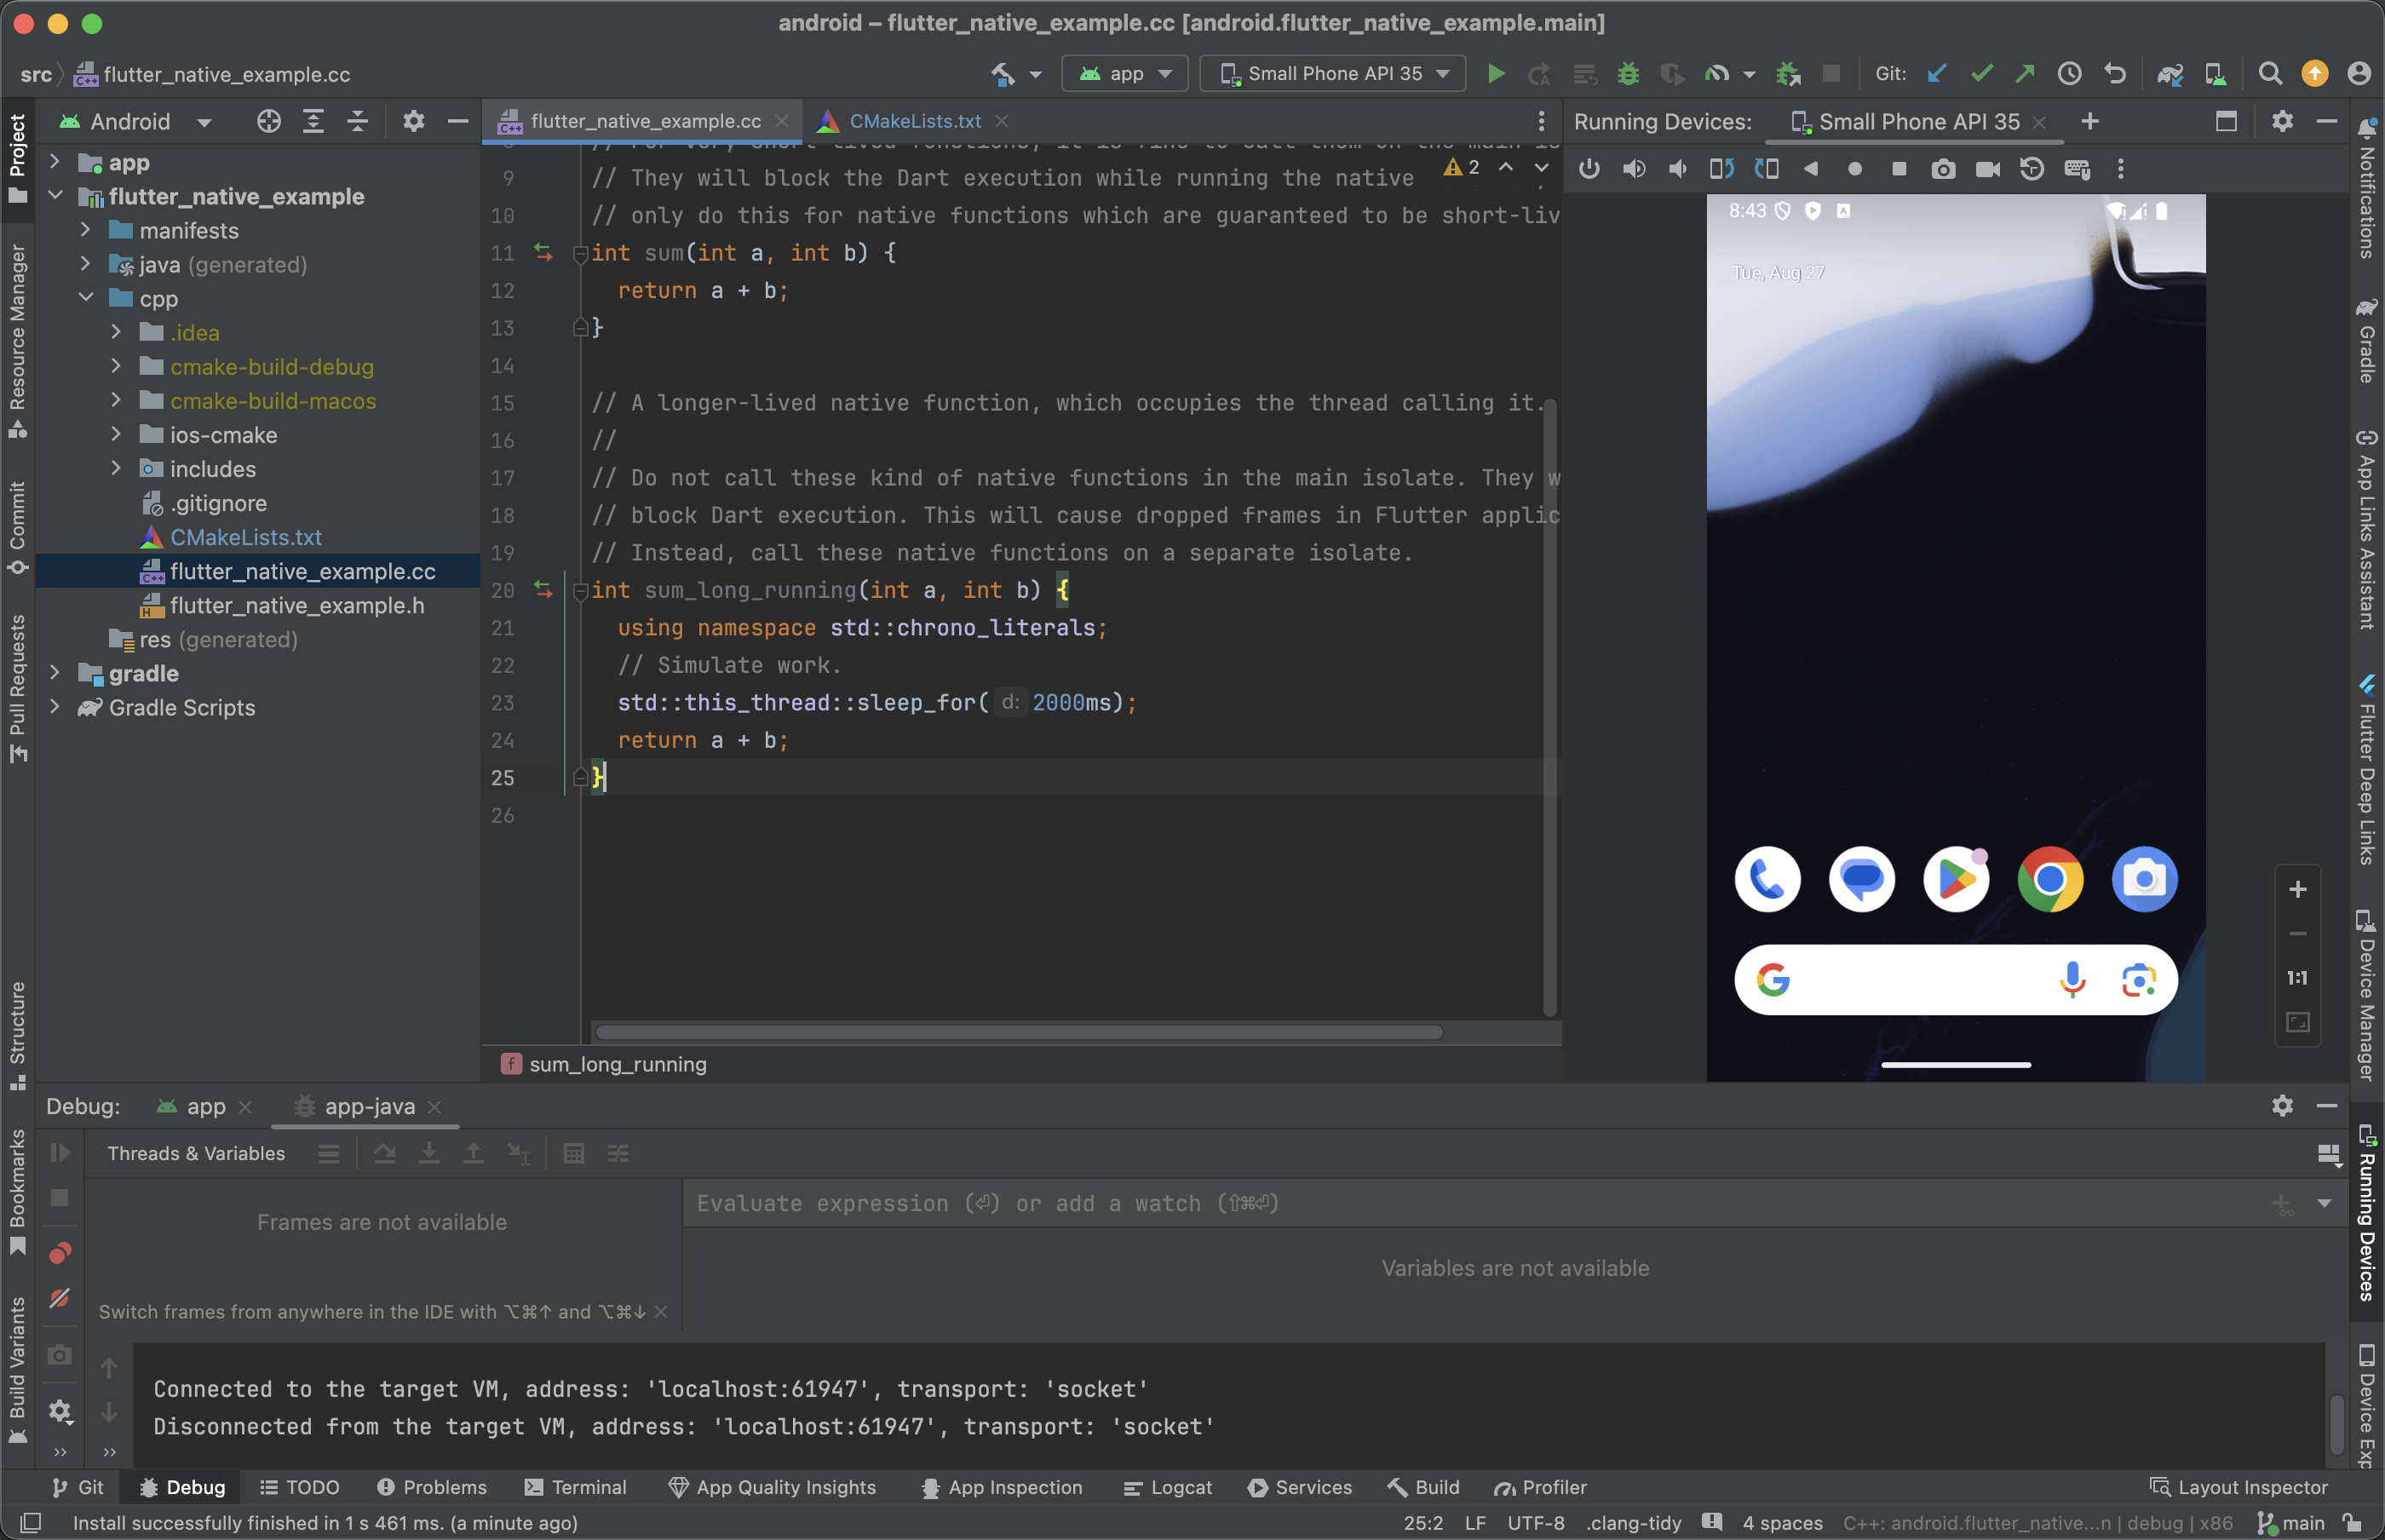 android – flutter_native_example.cc [android.flutter_native_example.main]
src
flutter_native_example.cc
app
Small Phone API 35
Git:
Project
Android
flutter_native_example.cc
CMakeLists.txt
Running Devices:
Small Phone API 35
app
flutter_native_example
manifests
java (generated)
cpp
.idea
cmake-build-debug
cmake-build-macos
ios-cmake
includes
.gitignore
CMakeLists.txt
flutter_native_example.cc
flutter_native_example.h
res (generated)
gradle
Gradle Scripts
2
9 // They will block the Dart execution while running the native
10 // only do this for native functions which are guaranteed to be short-liv
11 int sum(int a, int b) {
12 return a + b;
13 }
14
15 // A longer-lived native function, which occupies the thread calling it.
16 //
17 // Do not call these kind of native functions in the main isolate. They w
18 // block Dart execution. This will cause dropped frames in Flutter applic
19 // Instead, call these native functions on a separate isolate.
20 int sum_long_running(int a, int b) {
21 using namespace std::chrono_literals;
22 // Simulate work.
23 std::this_thread::sleep_for( d: 2000ms);
24 return a + b;
25 }
26
f sum_long_running
8:43
Tue, Aug 27
1:1
Resource Manager
Commit
Pull Requests
Structure
Bookmarks
Build Variants
Notifications
Gradle
App Links Assistant
Flutter Deep Links
Device Manager
Running Devices
Device Exp
Debug:
app
app-java
Threads & Variables
Frames are not available
Evaluate expression (⏎) or add a watch (⇧⌘⏎)
Variables are not available
Switch frames from anywhere in the IDE with ⌥⌘↑ and ⌥⌘↓
Connected to the target VM, address: 'localhost:61947', transport: 'socket'
Disconnected from the target VM, address: 'localhost:61947', transport: 'socket'
Git
Debug
TODO
Problems
Terminal
App Quality Insights
App Inspection
Logcat
Services
Build
Profiler
Layout Inspector
Install successfully finished in 1 s 461 ms. (a minute ago)
25:2
LF
UTF-8
.clang-tidy
4 spaces
C++: android.flutter_native...n | debug | x86
main